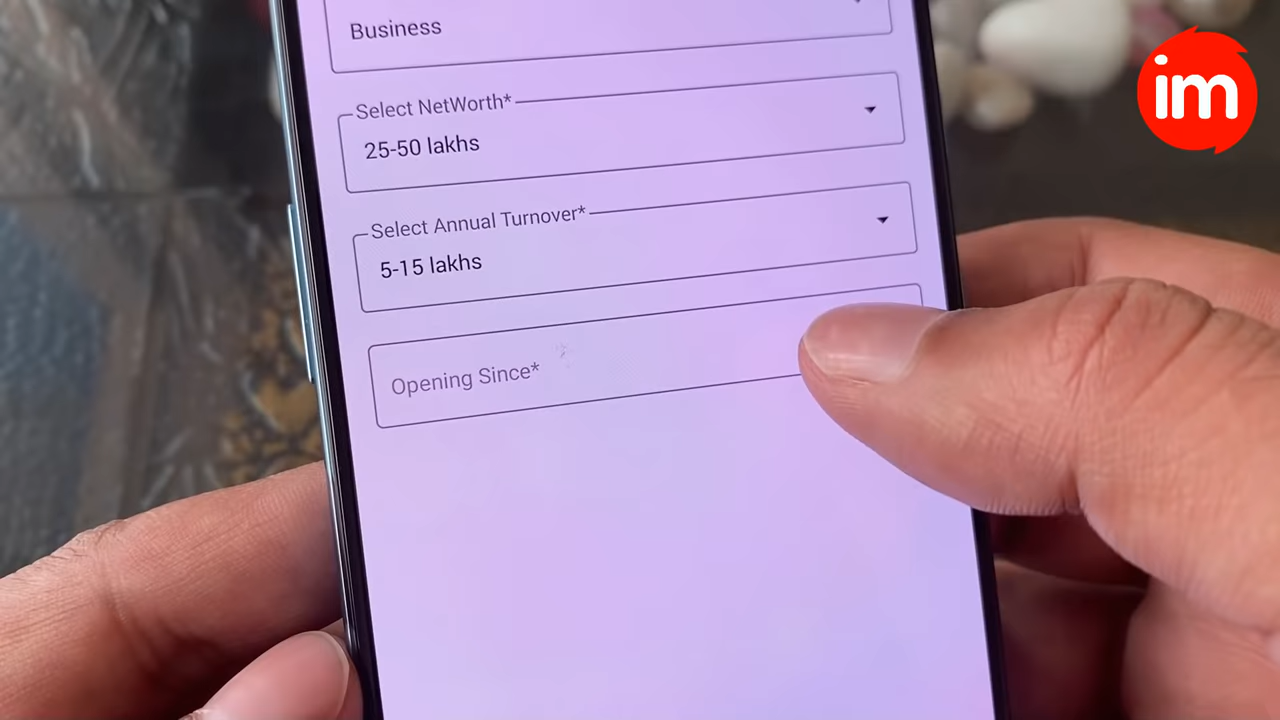 im
Business
Select NetWorth*
25-50 lakhs
Select Annual Turnover*
5-15 lakhs
Opening Since*